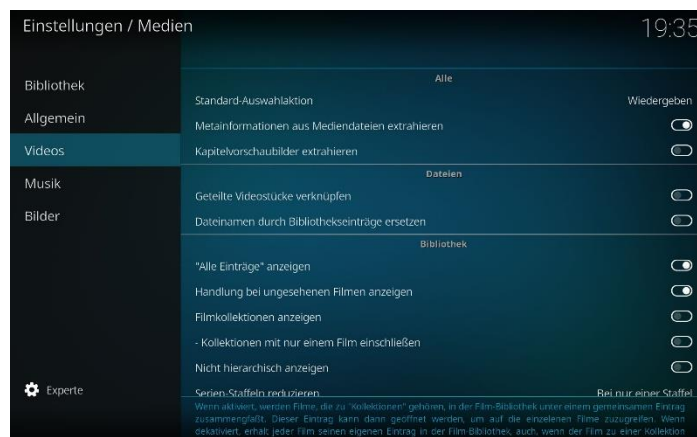 Einstellungen / Medien
19:35
Bibliothek
Allgemein
Videos
Musik
Bilder
Experte
Alle
Standard-Auswahlaktion Wiedergeben
Metainformationen aus Mediendateien extrahieren
Kapitelvorschaubilder extrahieren
Dateien
Geteilte Videostücke verknüpfen
Dateinamen durch Bibliothekseinträge ersetzen
Bibliothek
"Alle Einträge" anzeigen
Handlung bei ungesehenen Filmen anzeigen
Filmkollektionen anzeigen
- Kollektionen mit nur einem Film einschließen
Nicht hierarchisch anzeigen
Serien-Staffeln reduzieren Bei nur einer Staffel
Wenn aktiviert, werden Filme, die zu "Kollektionen" gehören, in der Film-Bibliothek unter einem gemeinsamen Eintrag
zusammengfaßt. Dieser Eintrag kann dann geöffnet werden, um auf die einzelenen Filme zuzugreifen. Wenn
dekativiert, erhält jeder Film seinen eigenen Eintrag in der Film-Bibliothek, auch, wenn der Film zu einer Kollektion